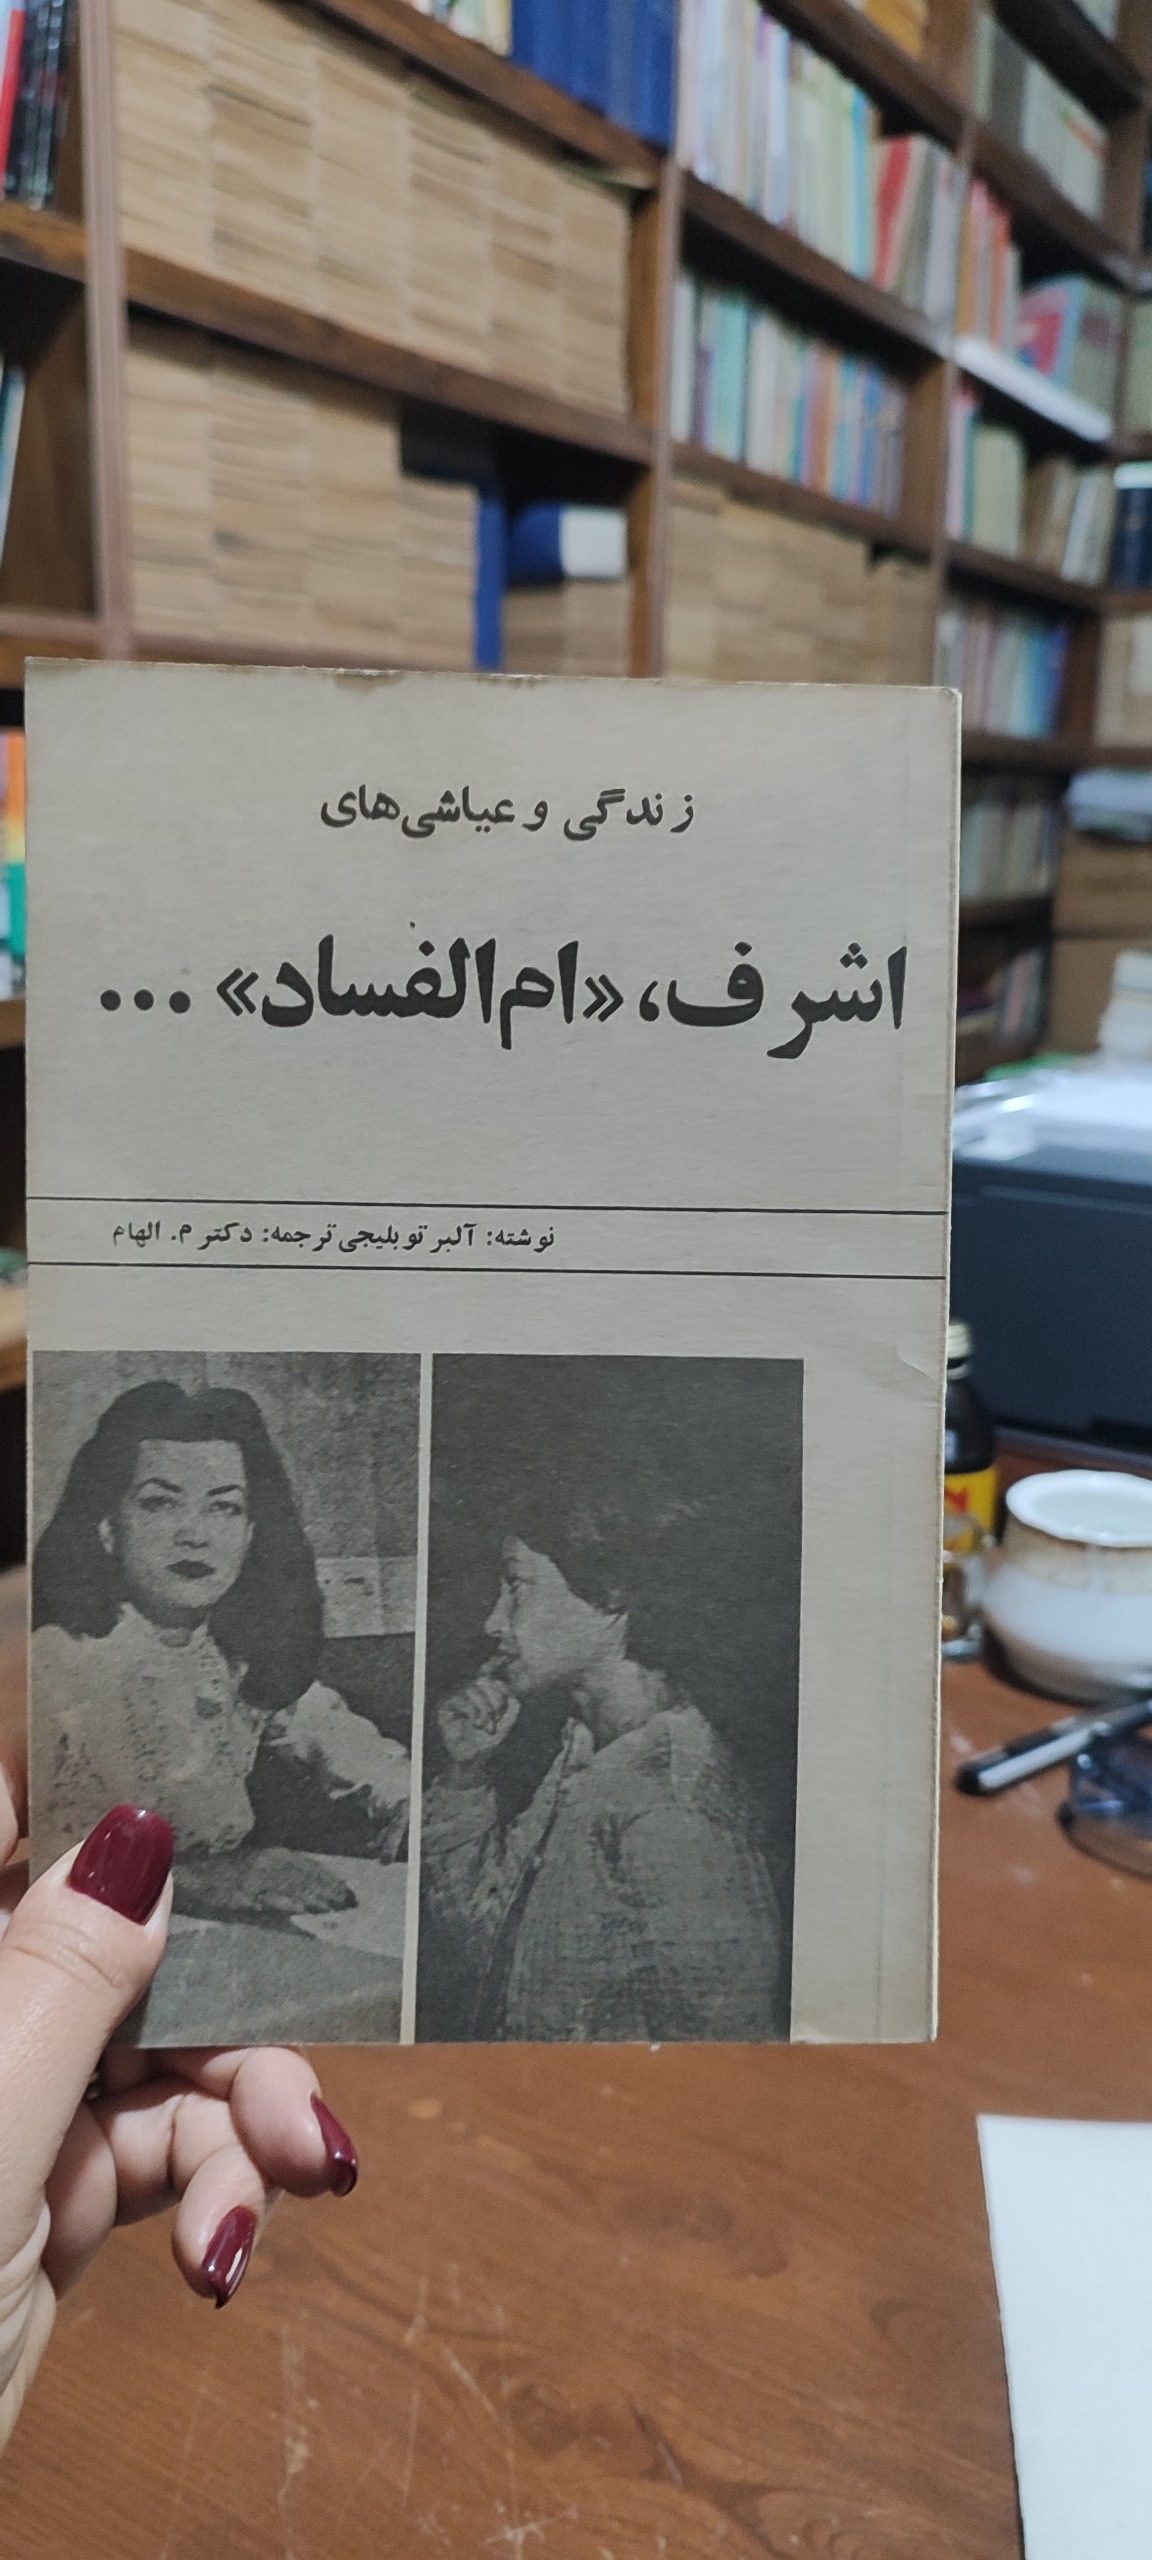 زندگی و عیاشی‌های
اشرف، «ام‌الفساد» ...
نوشته: آلبر توبلیجی ترجمه: دکتر م. الهام